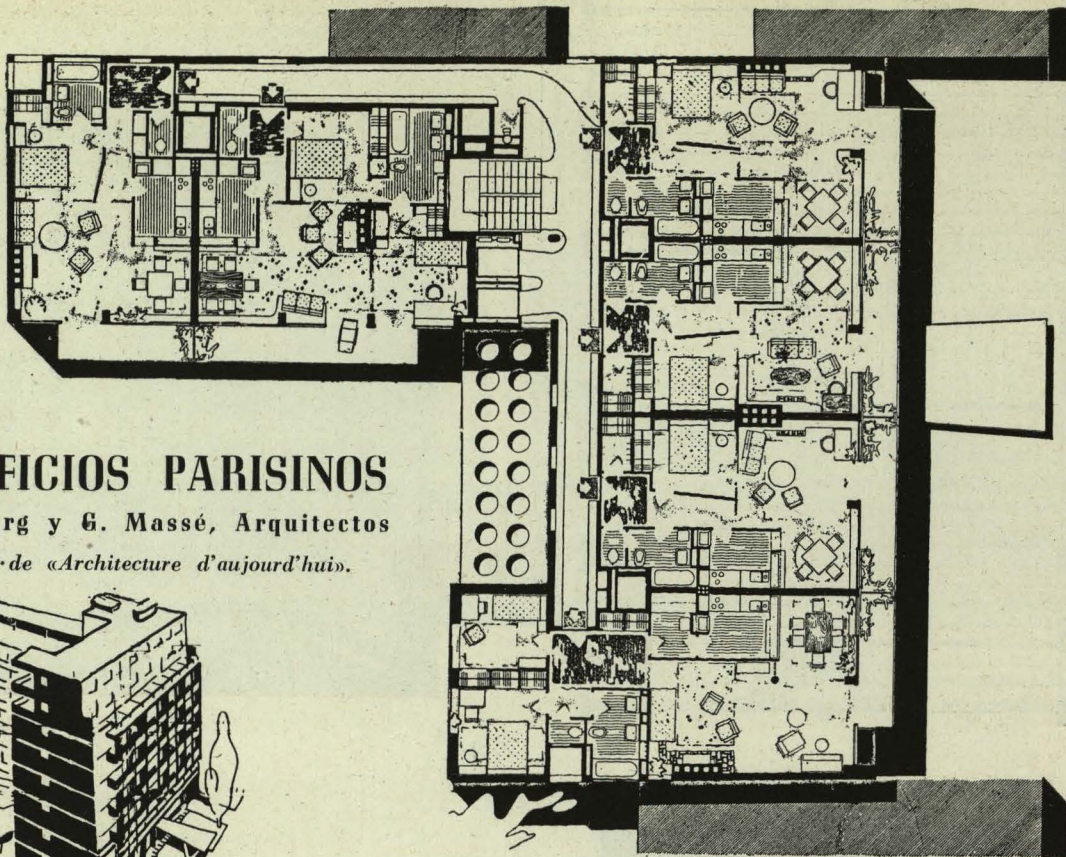 FICIOS PARISINOS
rg y G. Massé, Arquitectos
de «Architecture d'aujourd'hui».